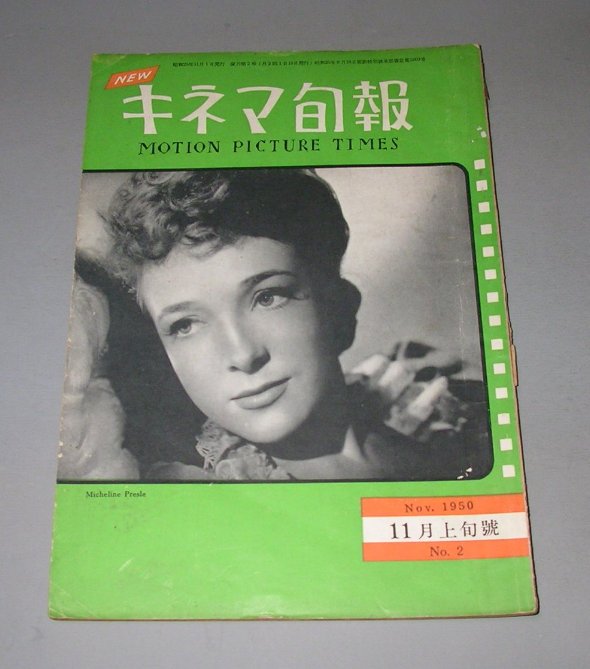 NEW
キネマ旬報
MOTION PICTURE TIMES
Micheline Presle
Nov. 1950
11月上旬號
No. 2